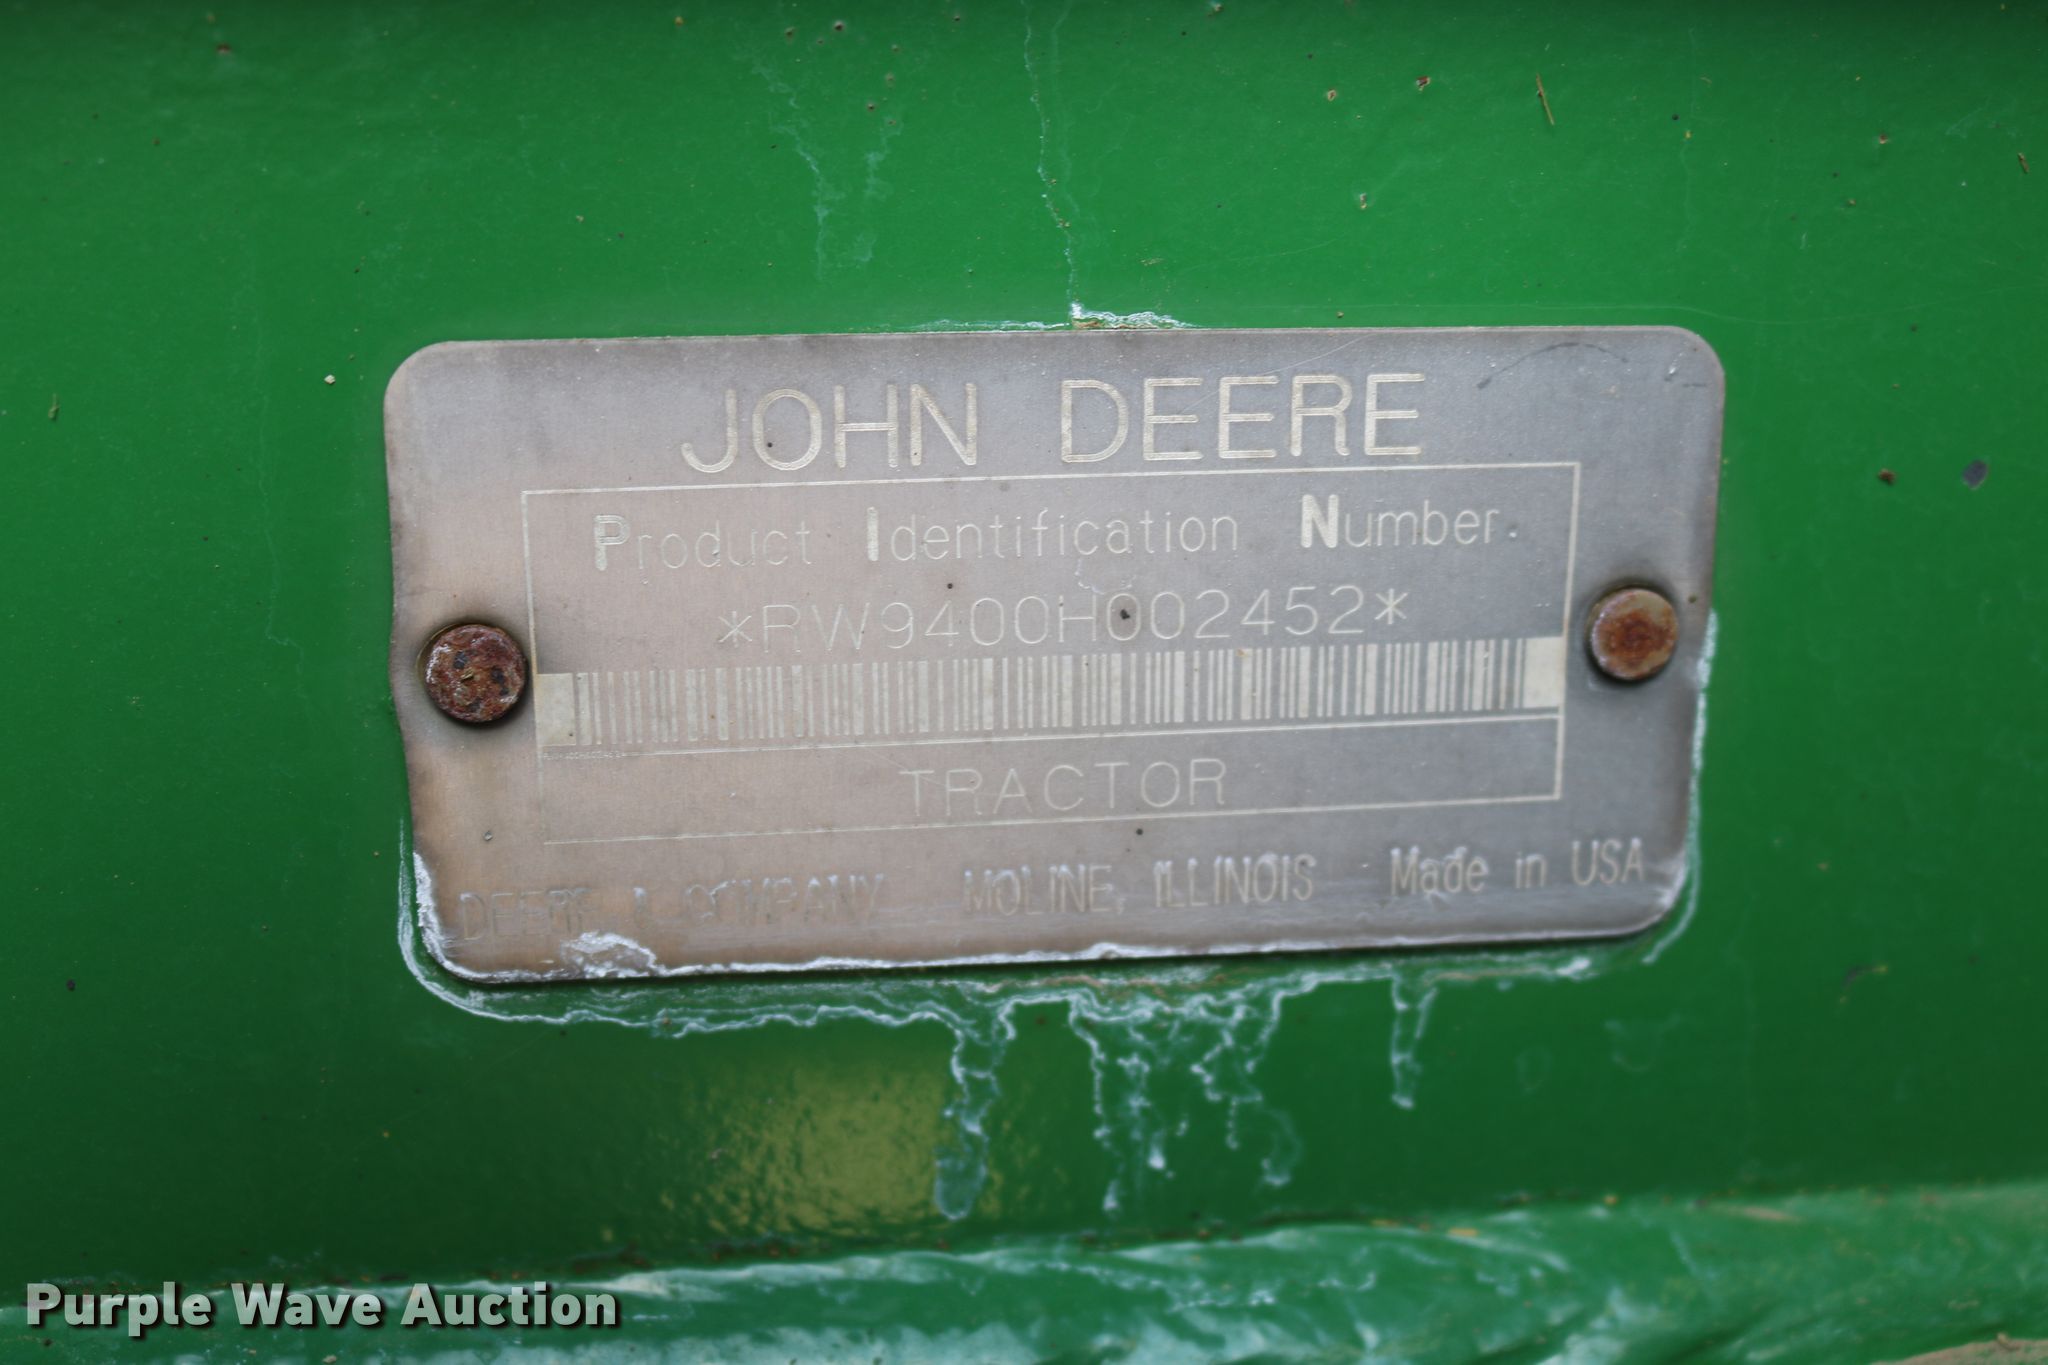 JOHN DEERE
Product Identification Number
*RW9400H002452*
TRACTOR
DEERE & COMPANY MOLINE, ILLINOIS Made in USA
Purple Wave Auction